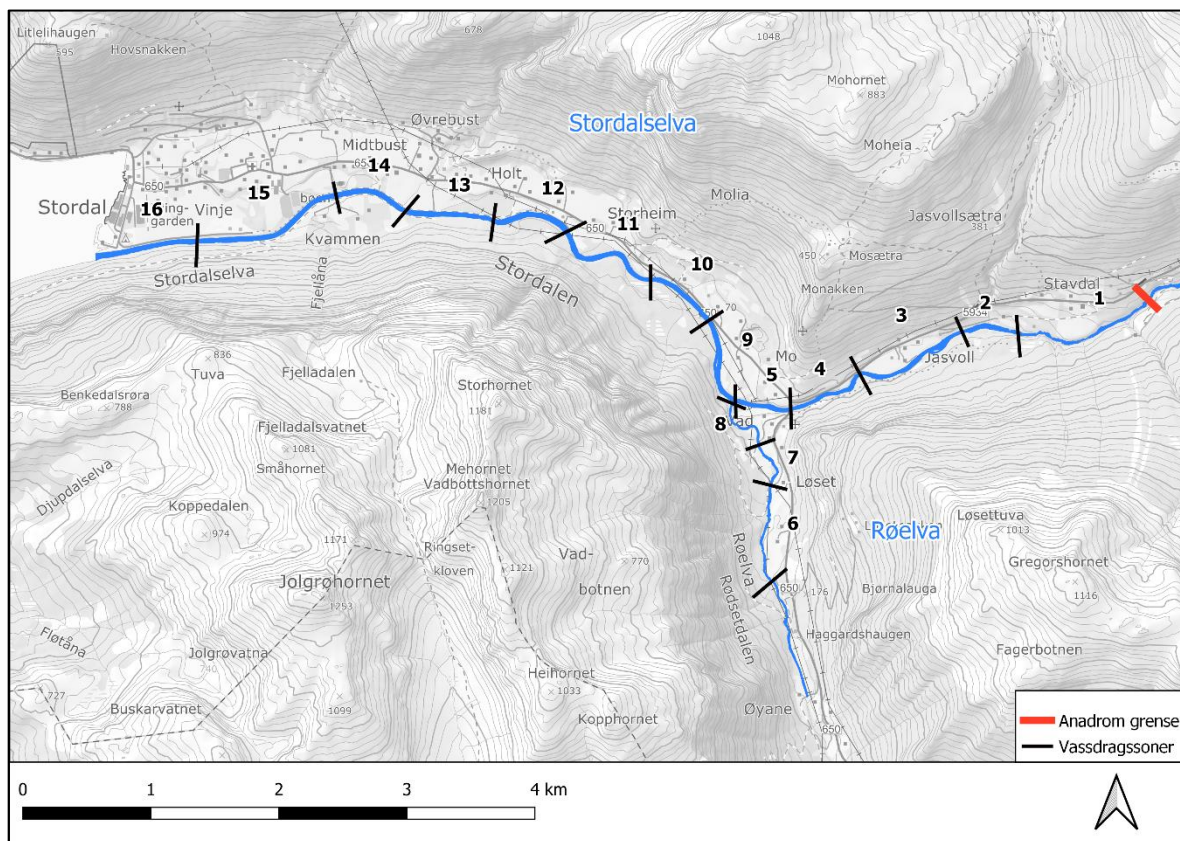 Litlelihaugen
595
Hovsnakken
678
1048
Mohornet
883
Moheia
Stordalselva
Øvrebust
Midtbust
14
13
Holt
12
650
15
16
Vinje
garden
Stordal
Kvammen
Storheim
11
650
Molia
Jasvollsætra
381
10
450
Mosætra
Monakken
Stavdal
1
2
3
Stordalselva
Fjellåna
Stordalen
70
9
Mo
5
4
Jasvoll
836
Tuva
Fjelladalen
Benkedalsrøra
788
Storhornet
1181
8
Fjelladalsvatnet
1081
Småhornet
7
Løset
Mehornet
Vadbottshornet
1205
Djupdalselva
Koppedalen
974
1171
6
Røelva
Løsettuva
1013
Ringset-
kloven
1121
Vad-
botnen
770
Gregorshornet
1116
Jolgrøhornet
1253
Røelva
Rødsetdalen
650
176
Bjørnalauga
Haggardshaugen
Fagerbotnen
Fløtåna
Jolgrøvatna
740
Heihornet
1033
727
Buskarvatnet
1099
Kopphornet
Øyane
650
Anadrom grense
Vassdragssoner
0 1 2 3 4 km